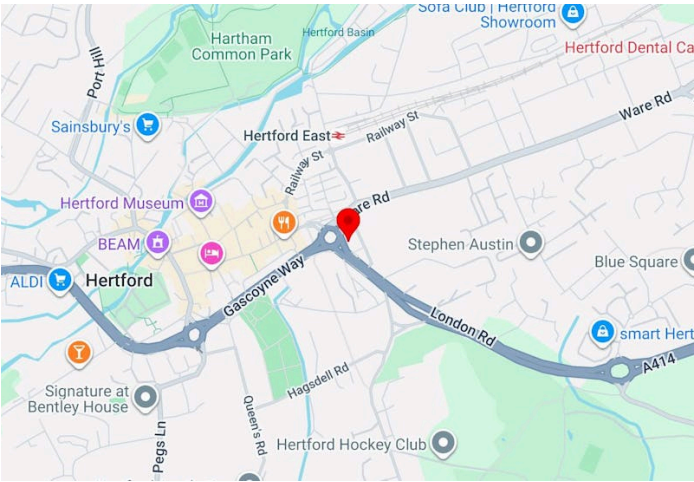 Sofa Club | Hertford
Showroom
Hertford Basin
Hartham
Common Park
Hertford Dental Ca
Port Hill
Ware Rd
Sainsbury's
Hertford East
Railway St
Railway St
Hertford Museum
are Rd
BEAM
Stephen Austin
Blue Square
ALDI
Hertford
Gascoyne Way
London Rd
smart Hert
A414
Signature at
Bentley House
Hagsdell Rd
Queen's Rd
Pegs Ln
Hertford Hockey Club